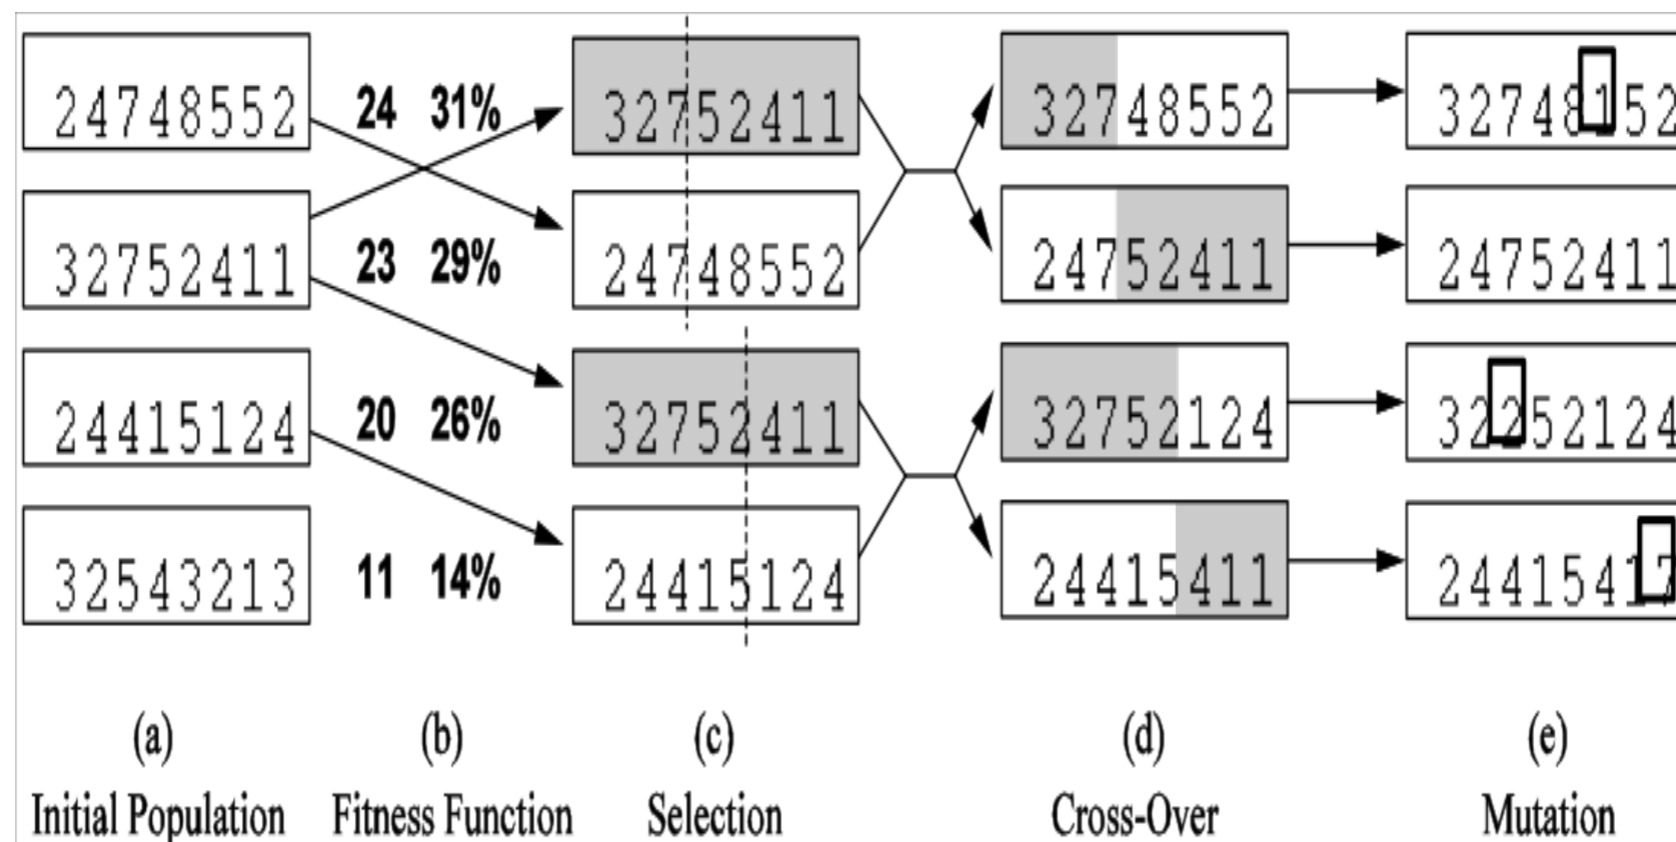 24748552 24 31% 32752411 32748552 32748152
32752411 23 29% 24748552 24752411 24752411
24415124 20 26% 32752411 32752124 32252124
32543213 11 14% 24415124 24415411 24415417
(a) (b) (c) (d) (e)
Initial Population Fitness Function Selection Cross-Over Mutation